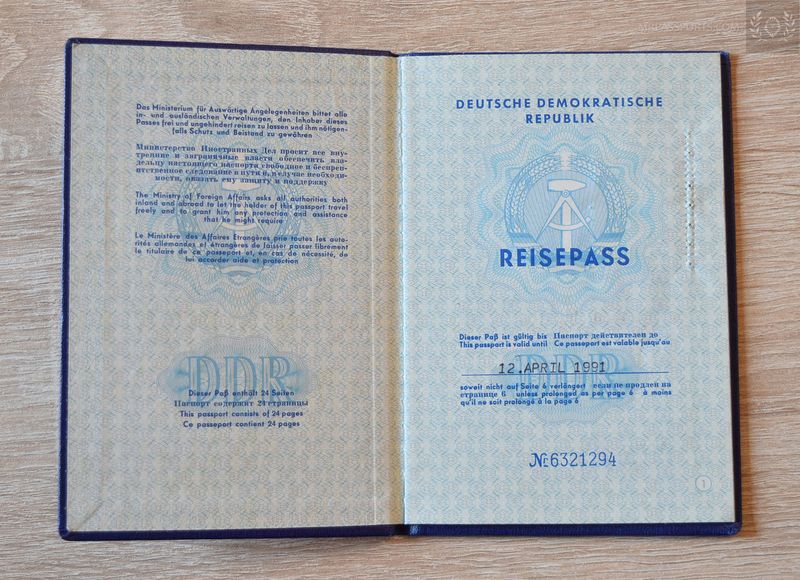 Das Ministerium für Auswärtige Angelegenheiten bittet alle
in- und ausländischen Verwaltungen, den Inhaber dieses
Passes frei und ungehindert reisen zu lassen und ihm nötigen-
falls Schutz und Beistand zu gewähren
Министерство Иностранных Дел просит все вну-
тренние и заграничные власти обеспечить вла-
дельцу настоящего паспорта свободное и беспреп-
ятственное следование в пути и, в случае необходи-
мости, оказать ему защиту и поддержку
The Ministry of Foreign Affairs asks all authorities both
inland and abroad to let the holder of this passport travel
freely and to grant him any protection and assistance
that he might require
Le Ministère des Affaires Etrangères prie toutes les auto-
rités allemandes et étrangères de laisser passer librement
le titulaire de ce passeport et, en cas de nécessité, de
lui accorder aide et protection
DDR
Dieser Paß enthält 24 Seiten
Паспорт содержит 24 страницы
This passport consists of 24 pages
Ce passeport contient 24 pages
DEUTSCHE DEMOKRATISCHE
REPUBLIK
REISEPASS
Dieser Paß ist gültig bis Паспорт действителен до
This passport is valid until Ce passeport est valable jusqu'au
12. APRIL 1991
DDR
soweit nicht auf Seite 6 verlängert если не продлен на
странице 6 unless prolonged as per page 6 à moins
qu'il ne soit prolongé à la page 6
№6321294
1